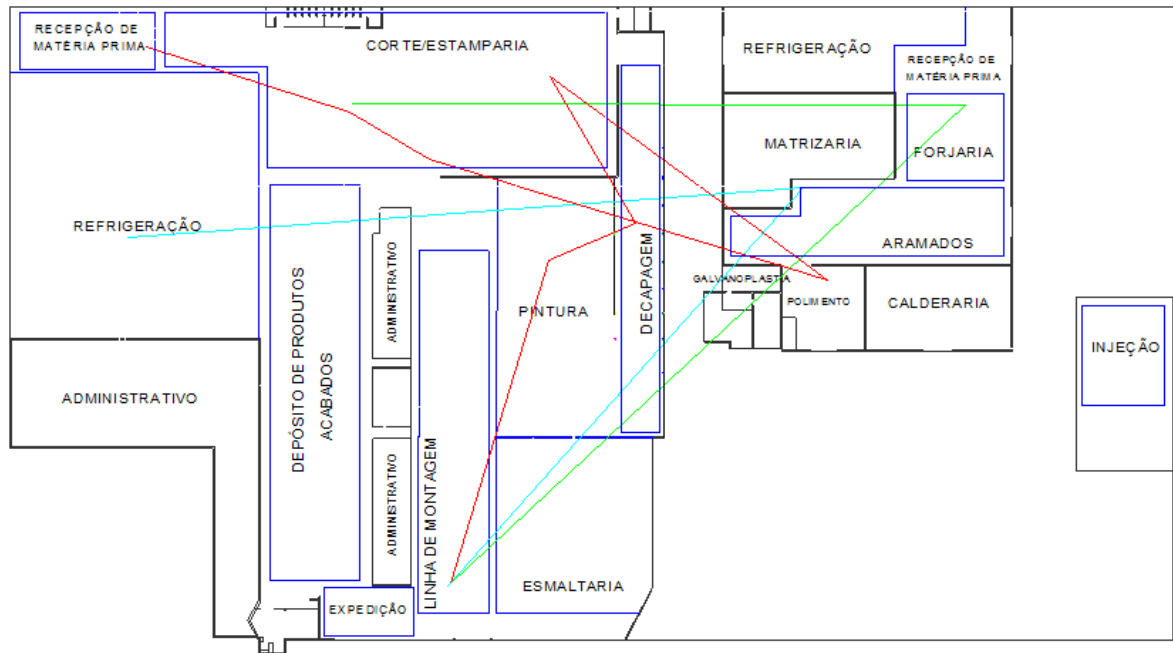 RECEPÇÃO DE
MATÉRIA PRIMA
CORTE/ESTAMPARIA
REFRIGERAÇÃO
RECEPÇÃO DE
MATÉRIA PRIMA
MATRIZARIA
FORJARIA
REFRIGERAÇÃO
ARAMADOS
DECAPAGEM
ADMINISTRATIVO
GALVANOPLASTIA
POLIMENTO
CALDERARIA
PINTURA
INJEÇÃO
ADMINISTRATIVO
DEPÓSITO DE PRODUTOS
ACABADOS
LINHA DE MONTAGEM
ADMINISTRATIVO
ESMALTARIA
EXPEDIÇÃO